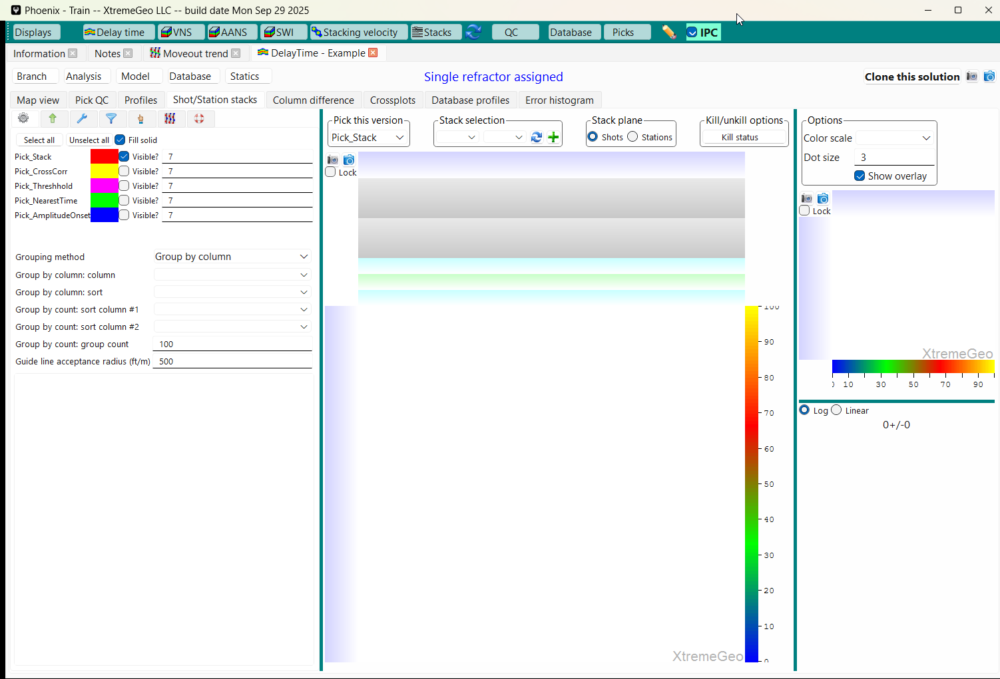 Phoenix - Train -- XtremeGeo LLC -- build date Mon Sep 29 2025
Displays Delay time VNS AANS SWI Stacking velocity Stacks QC Database Picks IPC
Information Notes Moveout trend DelayTime - Example
Branch Analysis Model Database Statics Single refractor assigned Clone this solution
Map view Pick QC Profiles Shot/Station stacks Column difference Crossplots Database profiles Error histogram
Select all Unselect all Fill solid
Pick_Stack Visible? 7
Pick_CrossCorr Visible? 7
Pick_Threshhold Visible? 7
Pick_NearestTime Visible? 7
Pick_AmplitudeOnset Visible? 7
Grouping method Group by column
Group by column: column
Group by column: sort
Group by count: sort column #1
Group by count: sort column #2
Group by count: group count 100
Guide line acceptance radius (ft/m) 500
Pick this version Stack selection Stack plane Kill/unkill options
Pick_Stack Shots Stations Kill status
Lock
100
90
80
70
60
50
40
30
20
10
0
XtremeGeo
Options
Color scale
Dot size 3
Show overlay
Lock
XtremeGeo
0 10 30 50 70 90
Log Linear
0+/-0